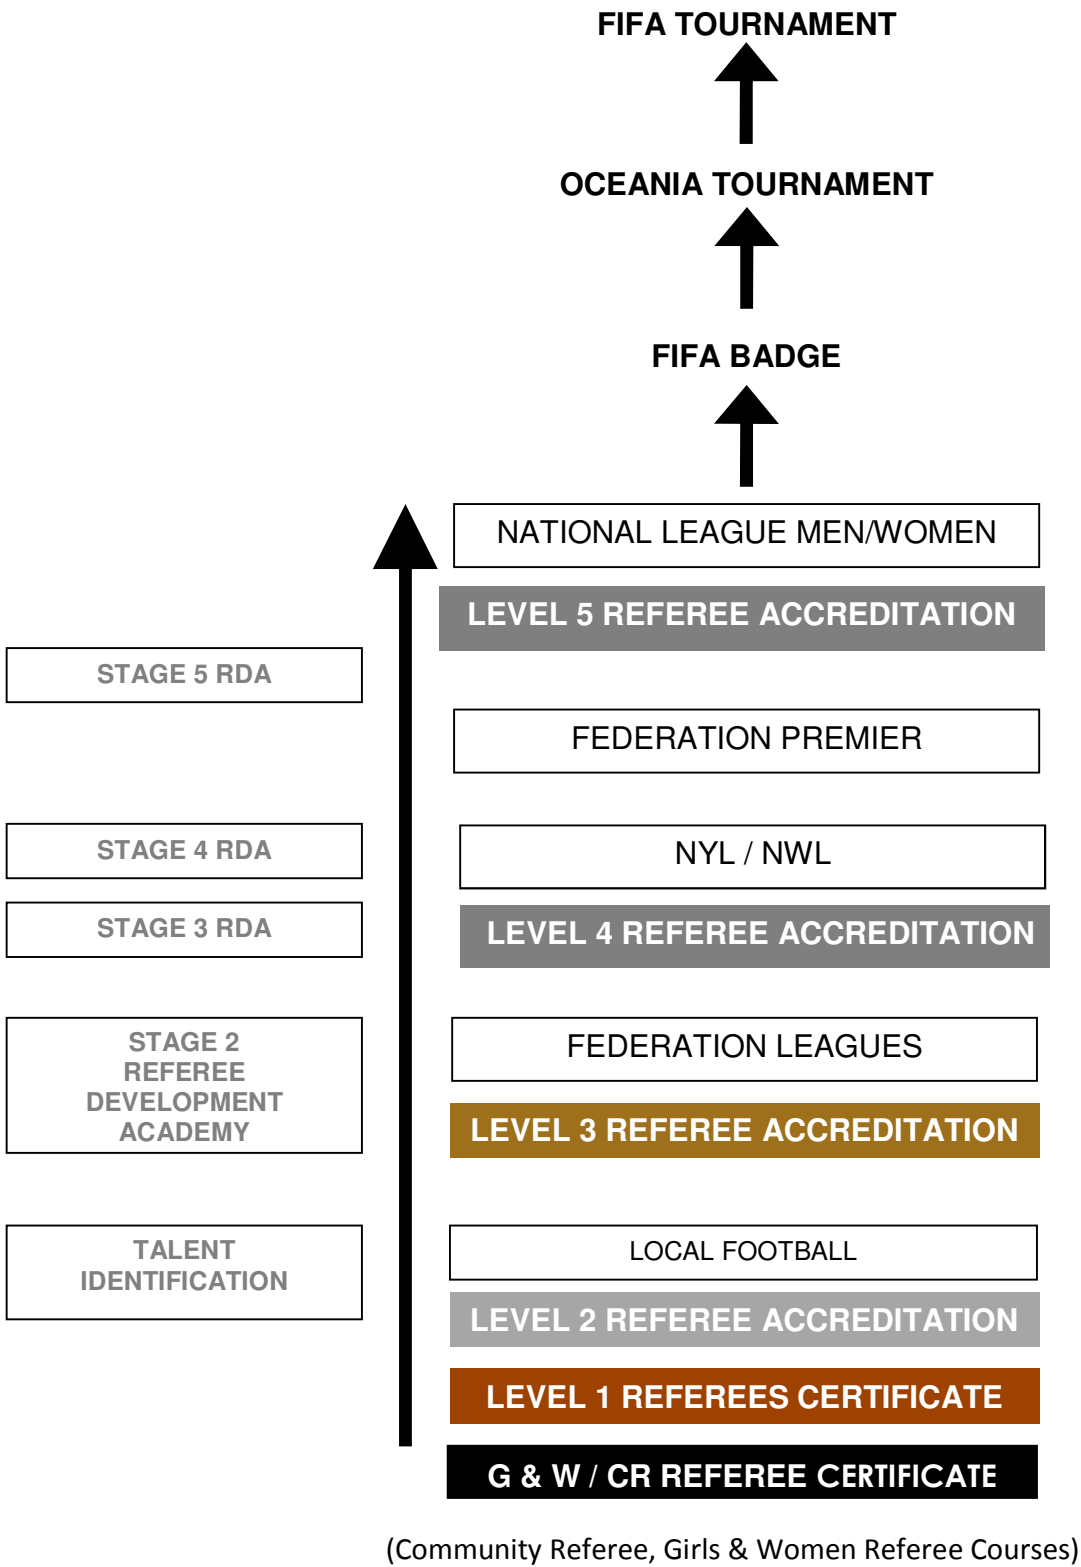 FIFA TOURNAMENT
OCEANIA TOURNAMENT
FIFA BADGE
NATIONAL LEAGUE MEN/WOMEN
LEVEL 5 REFEREE ACCREDITATION
STAGE 5 RDA
FEDERATION PREMIER
STAGE 4 RDA
NYL / NWL
STAGE 3 RDA
LEVEL 4 REFEREE ACCREDITATION
STAGE 2
REFEREE
DEVELOPMENT
ACADEMY
FEDERATION LEAGUES
LEVEL 3 REFEREE ACCREDITATION
TALENT
IDENTIFICATION
LOCAL FOOTBALL
LEVEL 2 REFEREE ACCREDITATION
LEVEL 1 REFEREES CERTIFICATE
G & W / CR REFEREE CERTIFICATE
(Community Referee, Girls & Women Referee Courses)